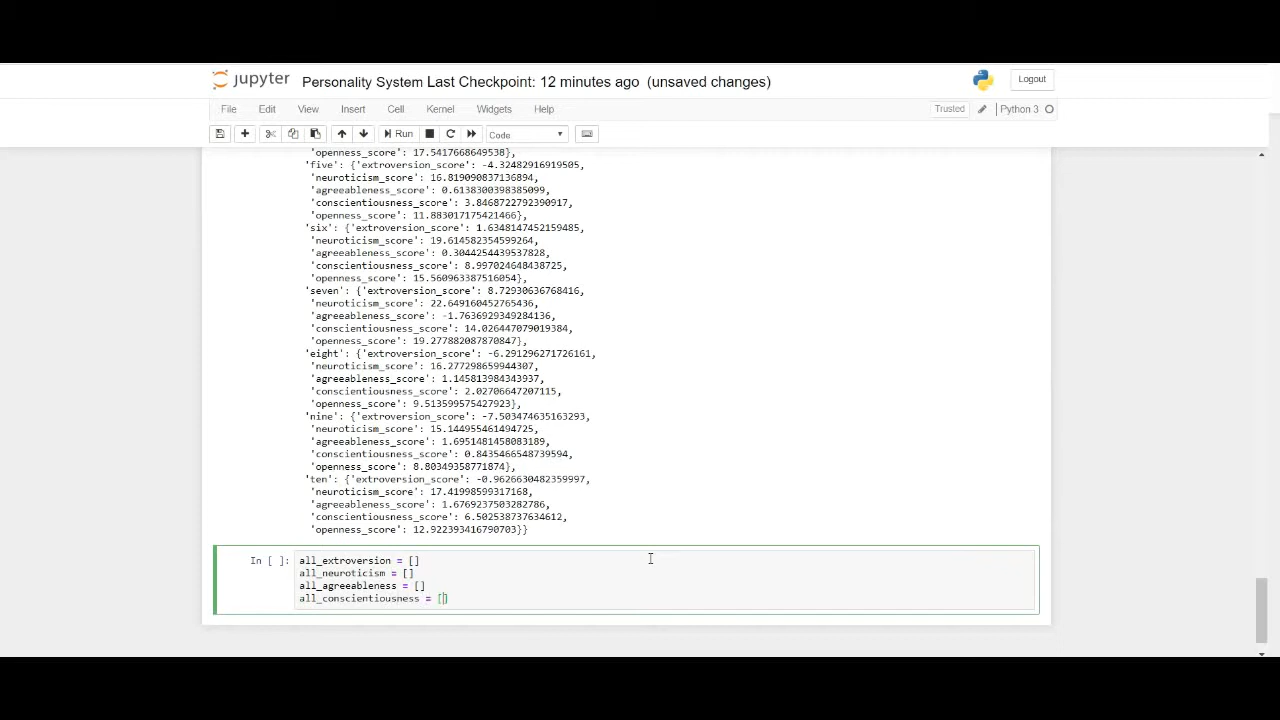 jupyter Personality System Last Checkpoint: 12 minutes ago (unsaved changes) Logout
File Edit View Insert Cell Kernel Widgets Help Trusted Python 3
Run Code
'openness_score': 17.5417668649538},
'five': {'extroversion_score': -4.32482916919505,
'neuroticism_score': 16.819090837136894,
'agreeableness_score': 0.6138300398385099,
'conscientiousness_score': 3.8468722792390917,
'openness_score': 11.883017175421466},
'six': {'extroversion_score': 1.6348147452159485,
'neuroticism_score': 19.614582354599264,
'agreeableness_score': 0.3044254439537828,
'conscientiousness_score': 8.997024648438725,
'openness_score': 15.560963387516054},
'seven': {'extroversion_score': 8.72930636768416,
'neuroticism_score': 22.649160452765436,
'agreeableness_score': -1.7636929349284136,
'conscientiousness_score': 14.026447079019384,
'openness_score': 19.277882087870847},
'eight': {'extroversion_score': -6.291296271726161,
'neuroticism_score': 16.277298659944307,
'agreeableness_score': 1.145813984343937,
'conscientiousness_score': 2.02706647207115,
'openness_score': 9.513599575427923},
'nine': {'extroversion_score': -7.503474635163293,
'neuroticism_score': 15.144955461494725,
'agreeableness_score': 1.6951481458083189,
'conscientiousness_score': 0.8435466548739594,
'openness_score': 8.80349358771874},
'ten': {'extroversion_score': -0.9626630482359997,
'neuroticism_score': 17.41998599317168,
'agreeableness_score': 1.6769237503282786,
'conscientiousness_score': 6.502538737634612,
'openness_score': 12.922393416790703}}
In [ ]: all_extroversion = []
all_neuroticism = []
all_agreeableness = []
all_conscientiousness = []